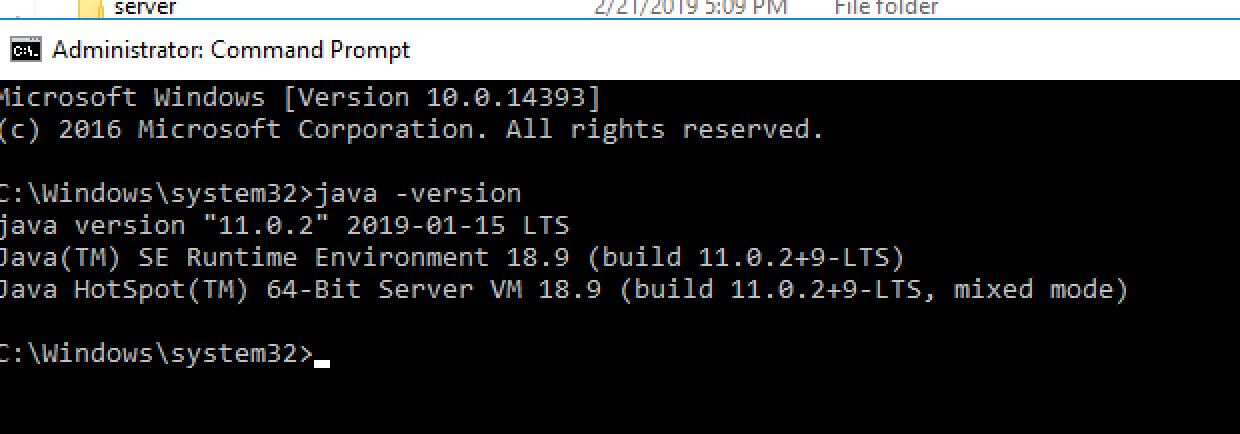 server 2/21/2019 5:09 PM File folder
C:\. Administrator: Command Prompt
Microsoft Windows [Version 10.0.14393]
(c) 2016 Microsoft Corporation. All rights reserved.
C:\Windows\system32>java -version
java version "11.0.2" 2019-01-15 LTS
Java(TM) SE Runtime Environment 18.9 (build 11.0.2+9-LTS)
Java HotSpot(TM) 64-Bit Server VM 18.9 (build 11.0.2+9-LTS, mixed mode)
C:\Windows\system32>